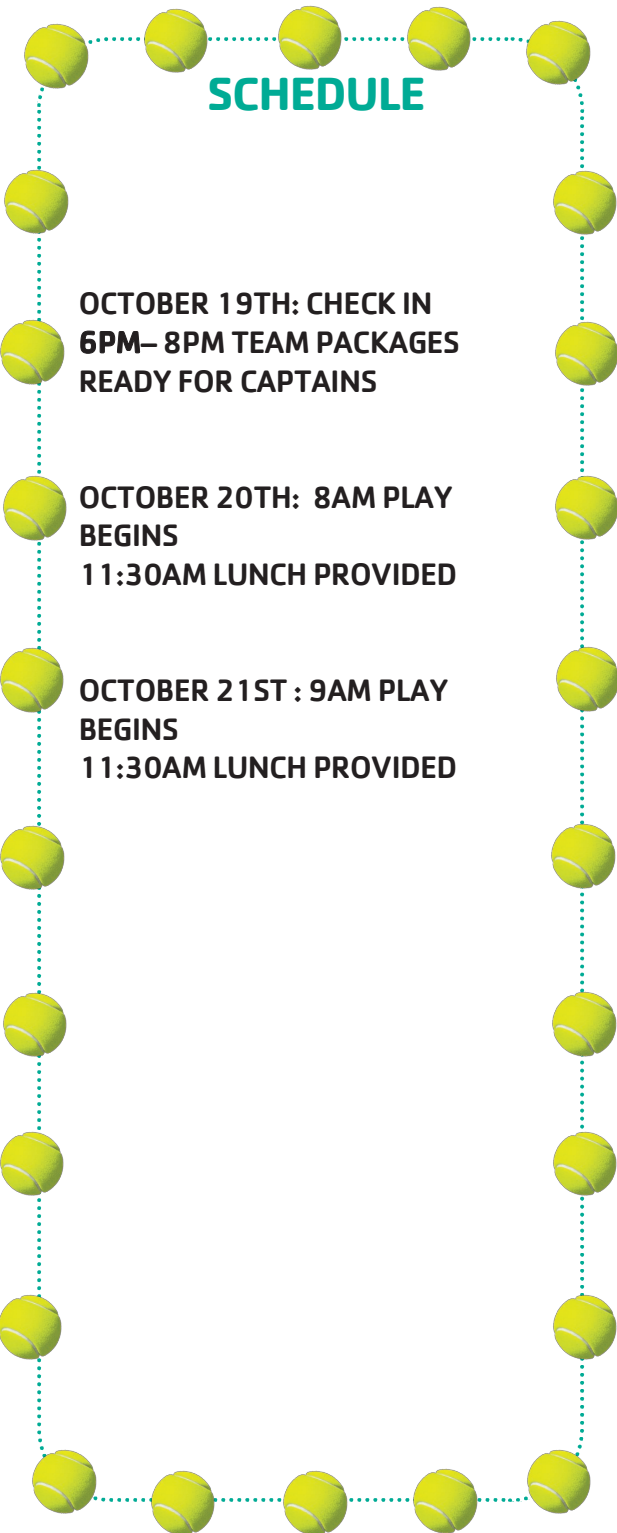 SCHEDULE
OCTOBER 19TH: CHECK IN
6PM– 8PM TEAM PACKAGES
READY FOR CAPTAINS
OCTOBER 20TH:  8AM PLAY
BEGINS
11:30AM LUNCH PROVIDED
OCTOBER 21ST : 9AM PLAY
BEGINS
11:30AM LUNCH PROVIDED